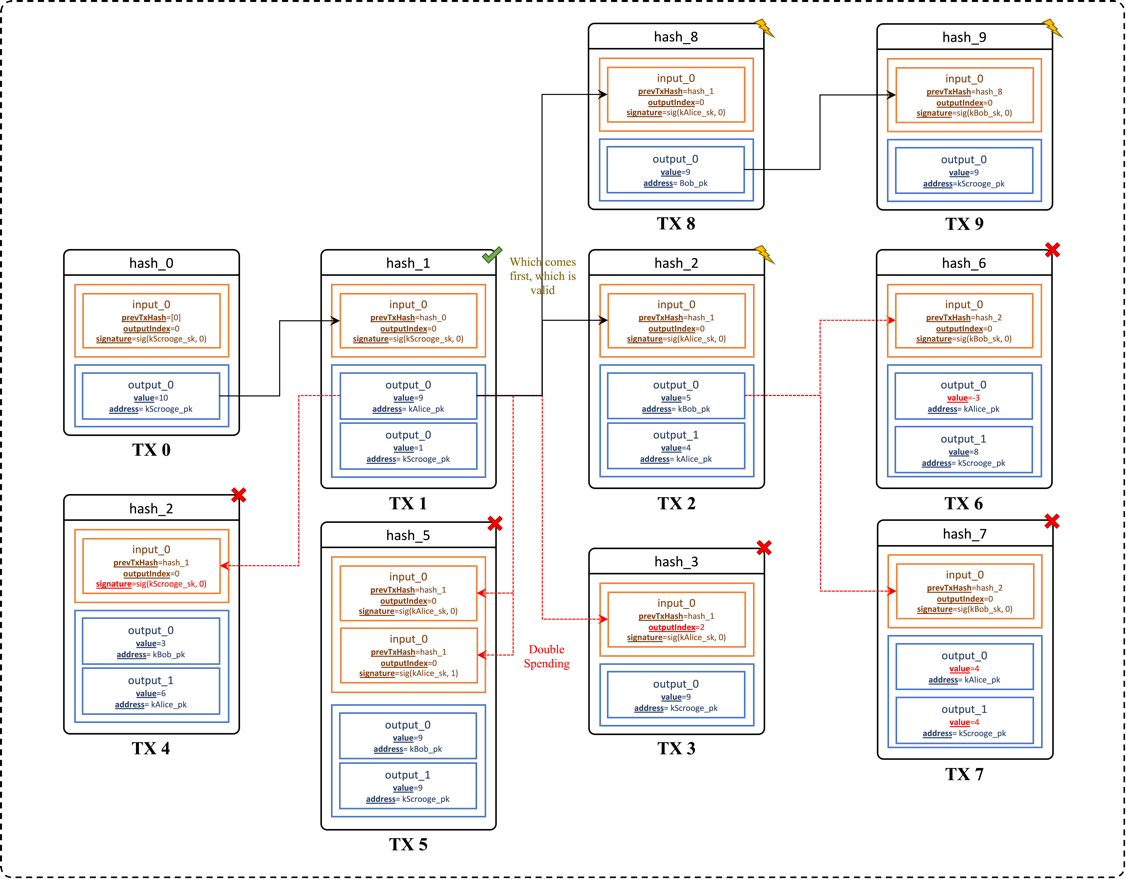 hash_8
input_0
prevTxHash=hash_1
outputIndex=0
signature=sig(kAlice_sk, 0)
output_0
value=9
address= Bob_pk
TX 8
hash_9
input_0
prevTxHash=hash_8
outputIndex=0
signature=sig(kBob_sk, 0)
output_0
value=9
address=kScrooge_pk
TX 9
hash_0
input_0
prevTxHash=[0]
outputIndex=0
signature=sig(kScrooge_sk, 0)
output_0
value=10
address= kScrooge_pk
TX 0
hash_1
input_0
prevTxHash=hash_0
outputIndex=0
signature=sig(kScrooge_sk, 0)
output_0
value=9
address= kAlice_pk
output_0
value=1
address= kScrooge_pk
TX 1
Which comes
first, which is
valid
hash_2
input_0
prevTxHash=hash_1
outputIndex=0
signature=sig(kAlice_sk, 0)
output_0
value=5
address= kBob_pk
output_1
value=4
address= kAlice_pk
TX 2
hash_6
input_0
prevTxHash=hash_2
outputIndex=0
signature=sig(kBob_sk, 0)
output_0
value=-3
address= kAlice_pk
output_1
value=8
address= kScrooge_pk
TX 6
hash_2
input_0
prevTxHash=hash_1
outputIndex=0
signature=sig(kScrooge_sk, 0)
output_0
value=3
address= kBob_pk
output_1
value=6
address= kAlice_pk
TX 4
hash_5
input_0
prevTxHash=hash_1
outputIndex=0
signature=sig(kAlice_sk, 0)
input_0
prevTxHash=hash_1
outputIndex=0
signature=sig(kAlice_sk, 1)
output_0
value=9
address= kBob_pk
output_1
value=9
address= kScrooge_pk
TX 5
Double
Spending
hash_3
input_0
prevTxHash=hash_1
outputIndex=2
signature=sig(kAlice_sk, 0)
output_0
value=9
address= kScrooge_pk
TX 3
hash_7
input_0
prevTxHash=hash_2
outputIndex=0
signature=sig(kBob_sk, 0)
output_0
value=4
address= kAlice_pk
output_1
value=4
address= kScrooge_pk
TX 7